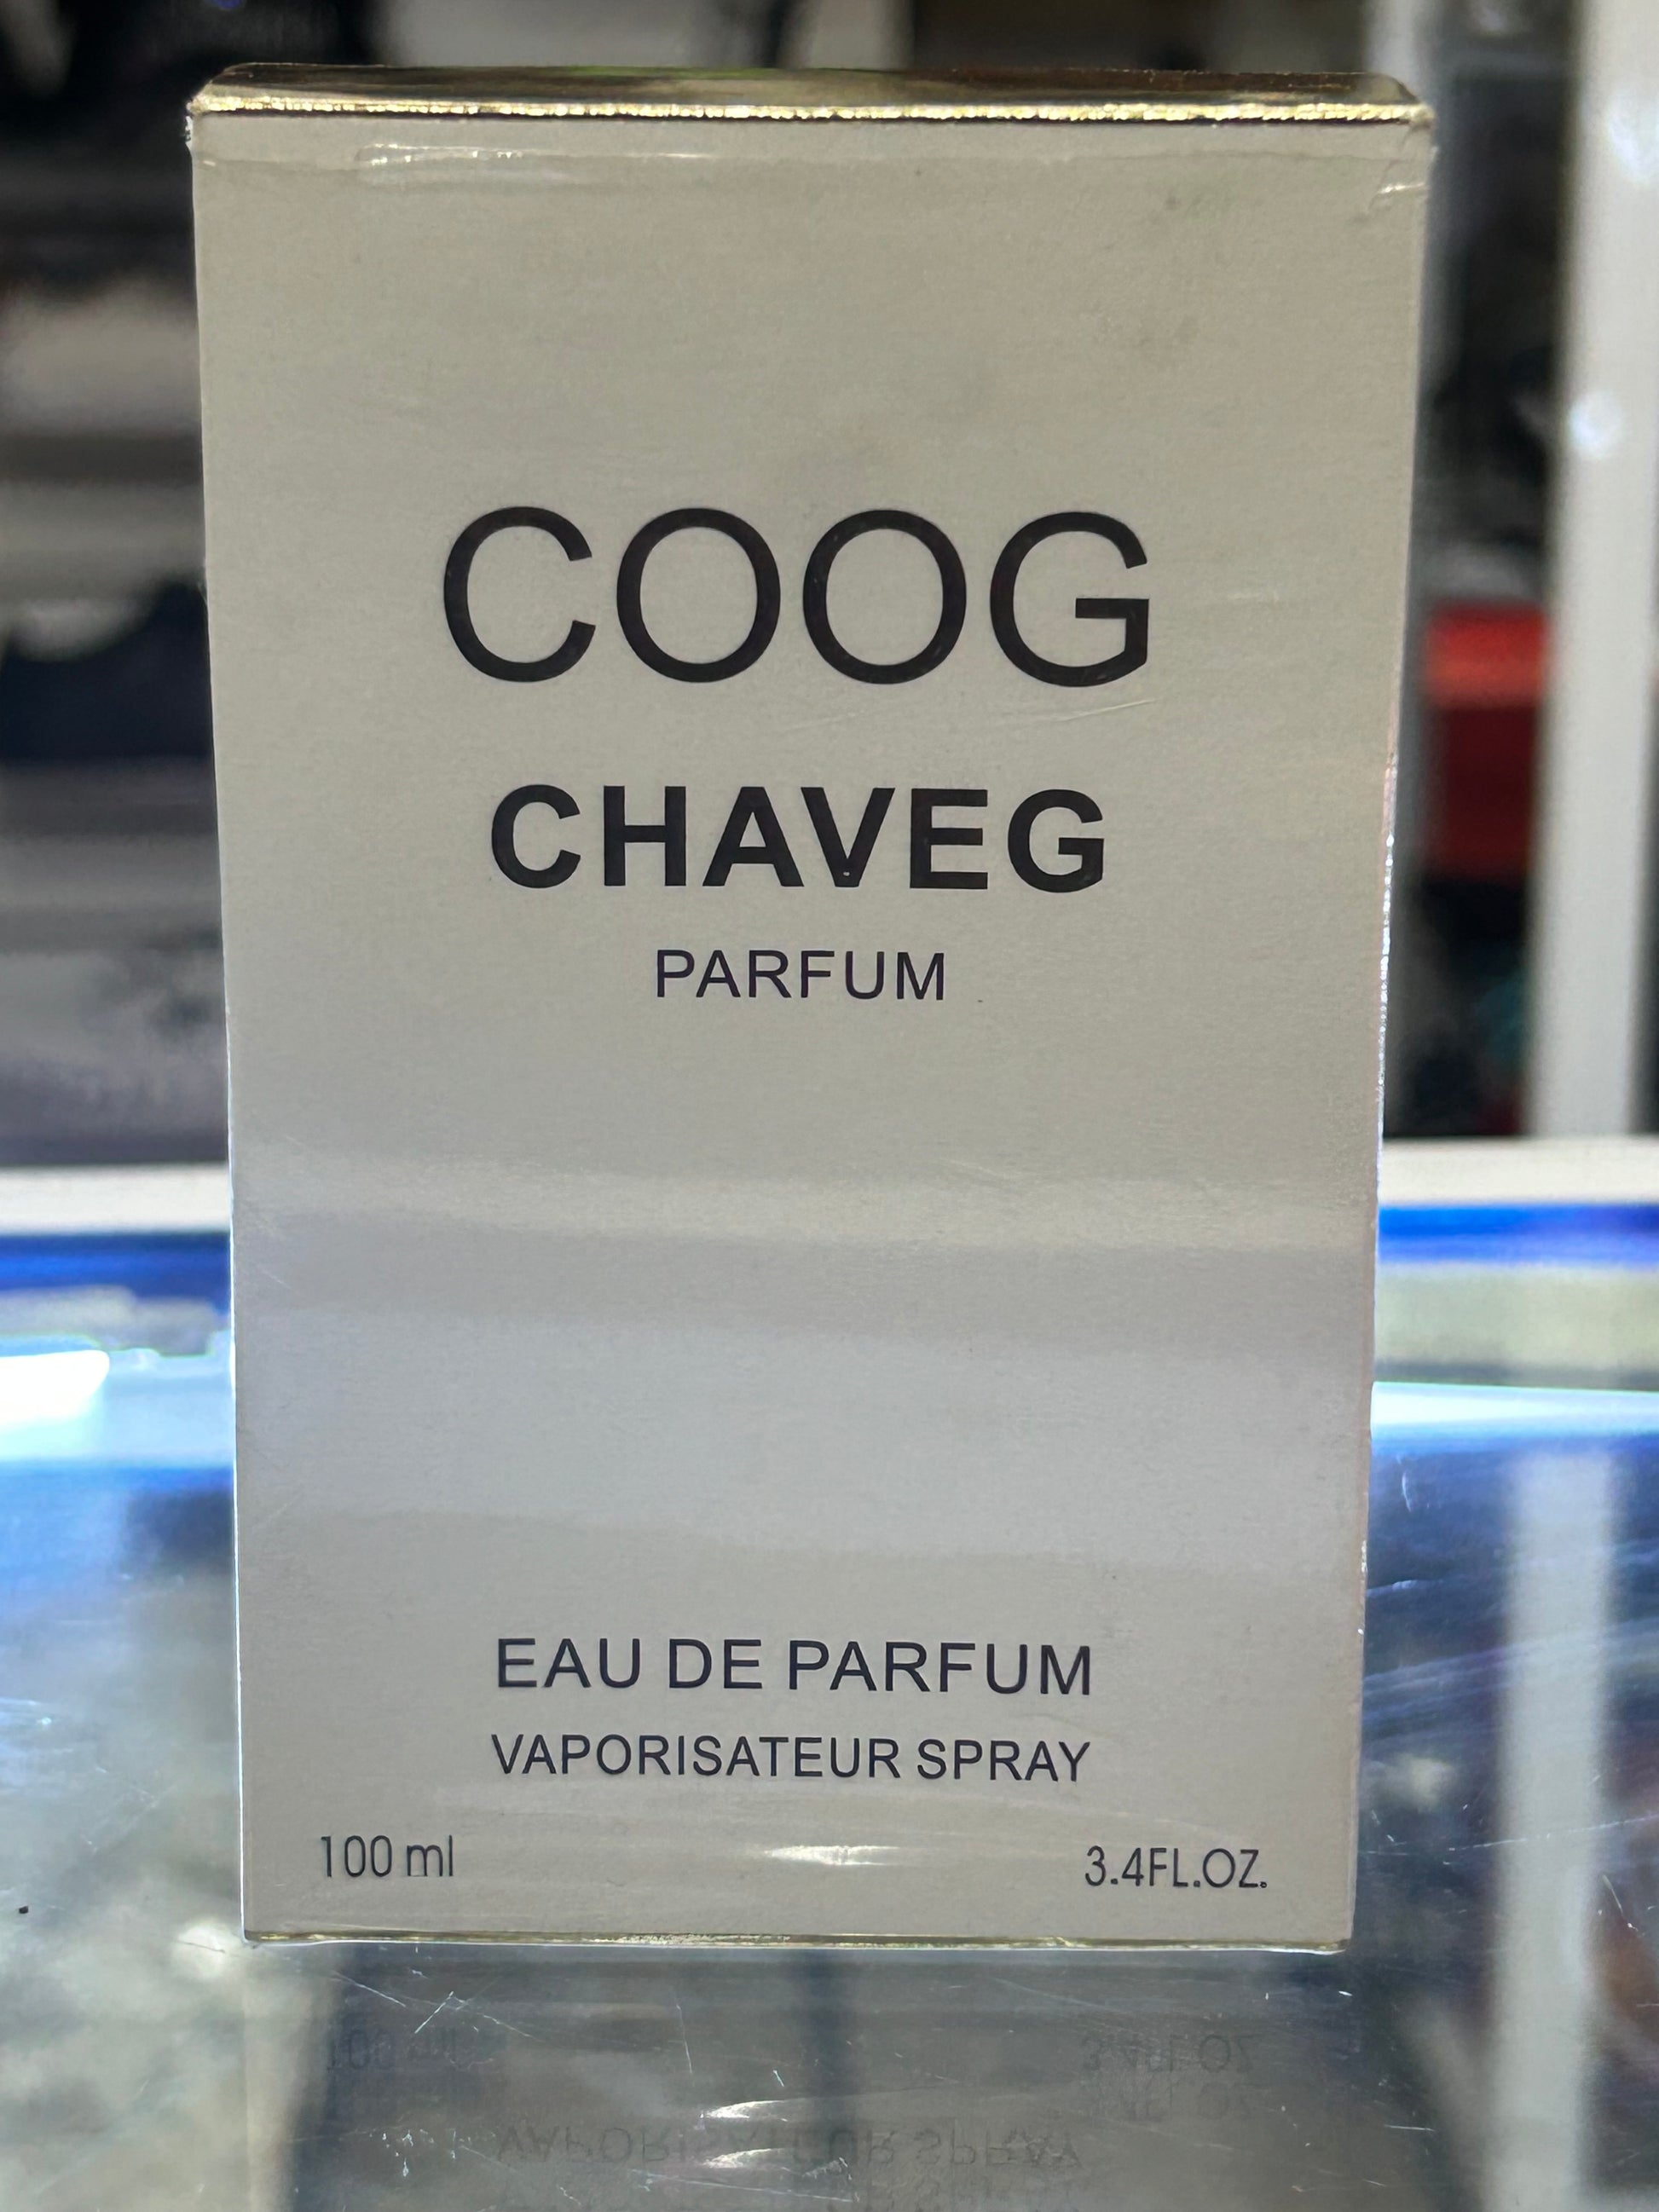 COOG
CHAVEG
PARFUM
EAU DE PARFUM
VAPORISATEUR SPRAY
100 ml
3.4FL.OZ.